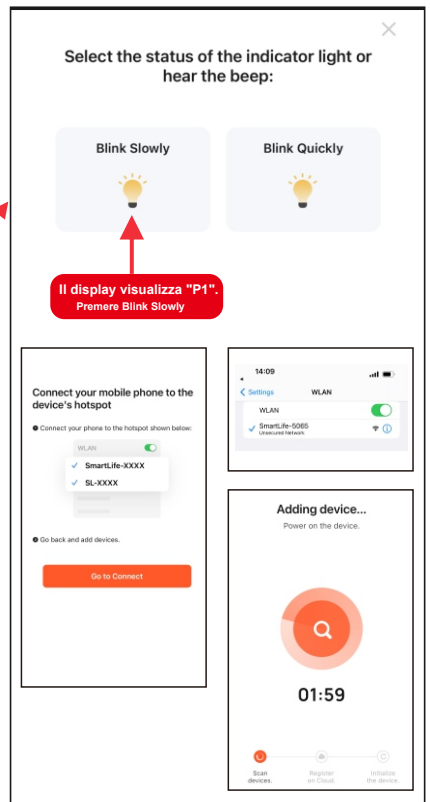 Select the status of the indicator light or
hear the beep:
Blink Slowly
Blink Quickly
Il display visualizza "P1".
Premere Blink Slowly
Connect your mobile phone to the
device's hotspot
❶ Connect your phone to the hotspot shown below:
WLAN
SmartLife-XXXX
SL-XXXX
❷ Go back and add devices.
Go to Connect
14:09
Settings
WLAN
WLAN
SmartLife-5065
Unsecured Network
Adding device...
Power on the device.
01:59
Scan
devices.
Register
on Cloud.
Initialize
the device.